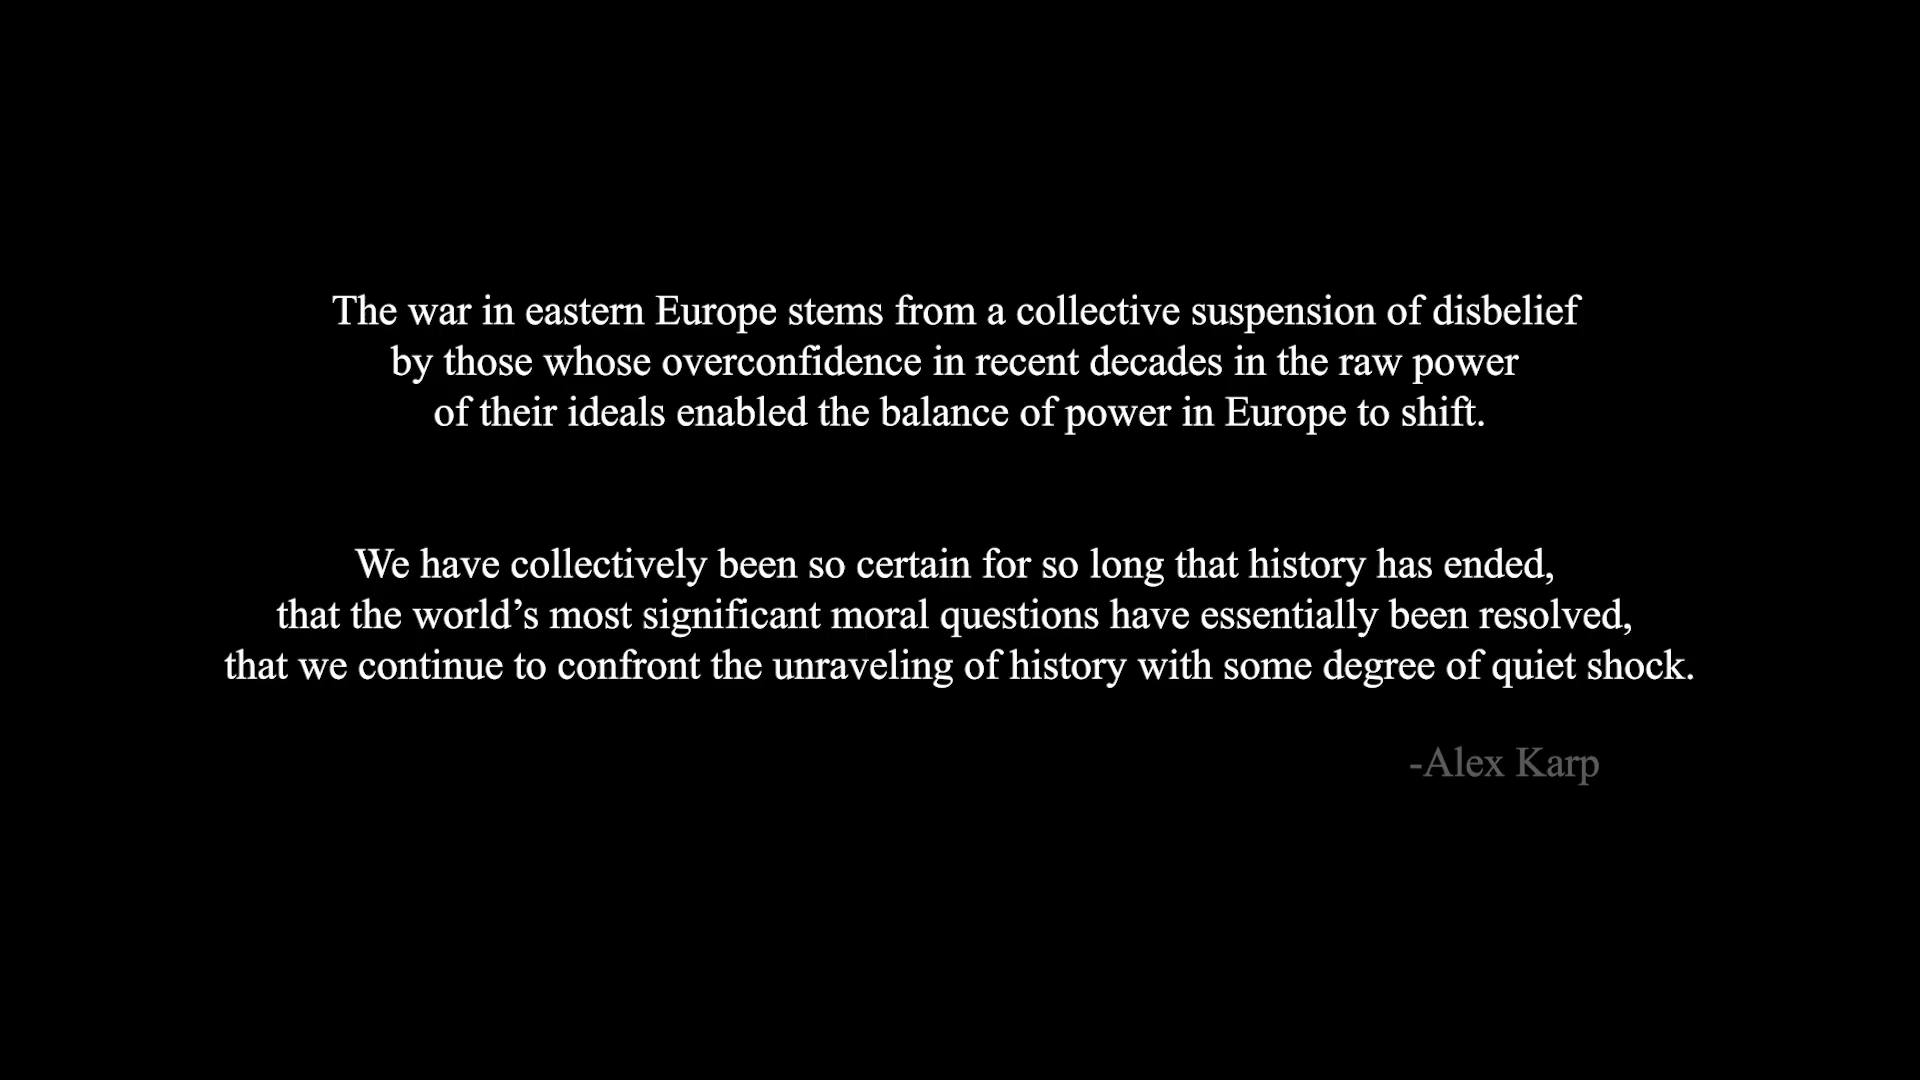 The war in eastern Europe stems from a collective suspension of disbelief
by those whose overconfidence in recent decades in the raw power
of their ideals enabled the balance of power in Europe to shift.
We have collectively been so certain for so long that history has ended,
that the world’s most significant moral questions have essentially been resolved,
that we continue to confront the unraveling of history with some degree of quiet shock.
-Alex Karp